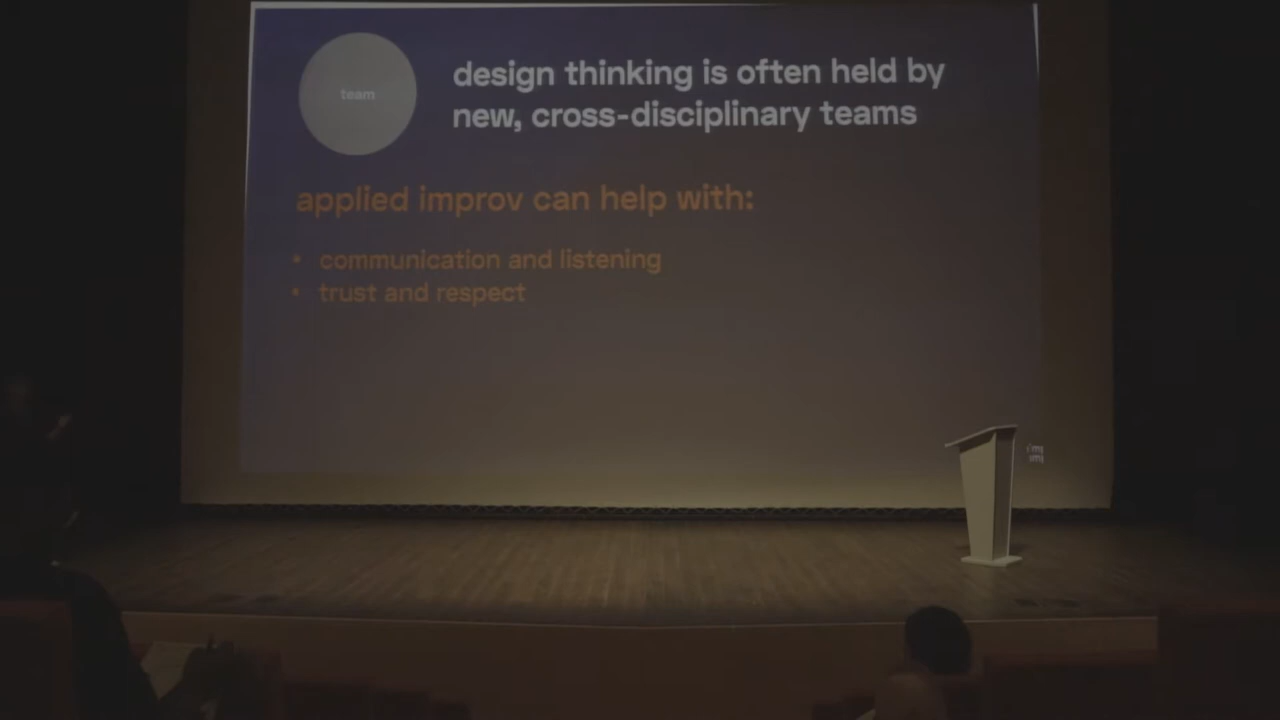 team
design thinking is often held by
new, cross-disciplinary teams
applied improv can help with:
• communication and listening
• trust and respect